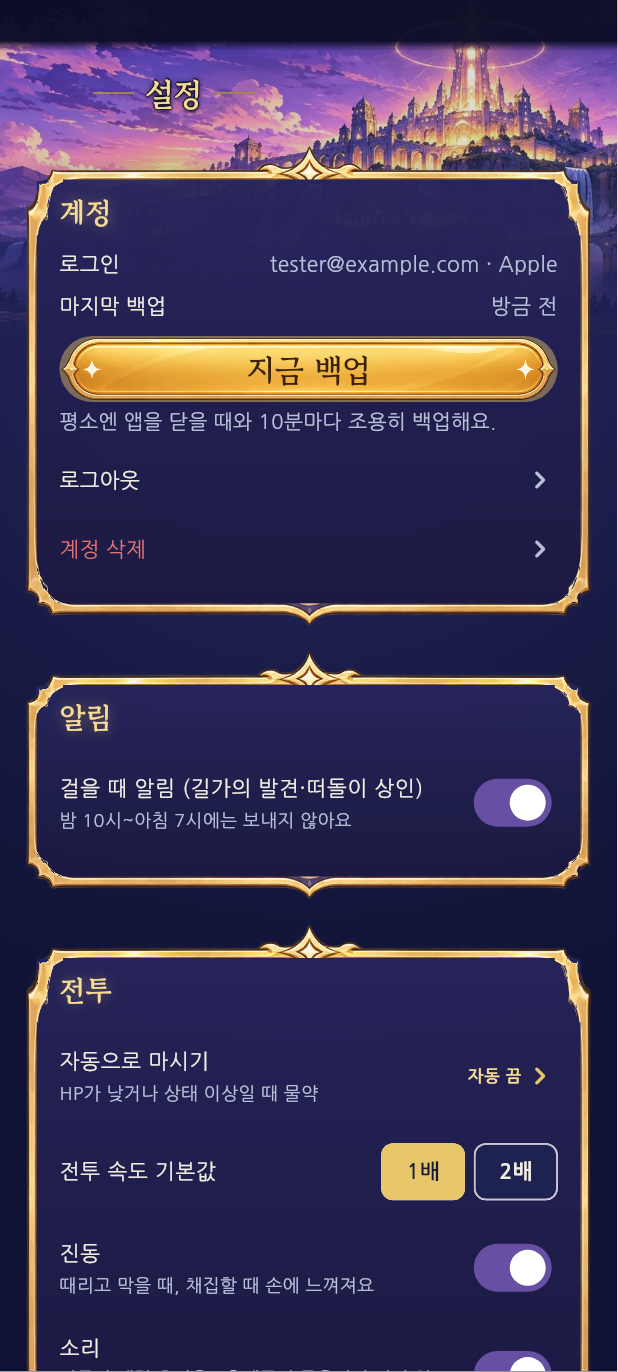 설정
계정
로그인
tester@example.com · Apple
마지막 백업
방금 전
지금 백업
평소엔 앱을 닫을 때와 10분마다 조용히 백업해요.
로그아웃
계정 삭제
알림
걸을 때 알림 (길가의 발견·떠돌이 상인)
밤 10시~아침 7시에는 보내지 않아요
전투
자동으로 마시기
HP가 낮거나 상태 이상일 때 물약
자동 끔
전투 속도 기본값
1배
2배
진동
때리고 막을 때, 채집할 때 손에 느껴져요
소리